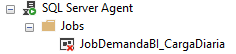 SQL Server Agent
Jobs
JobDemandaBI_CargaDiaria